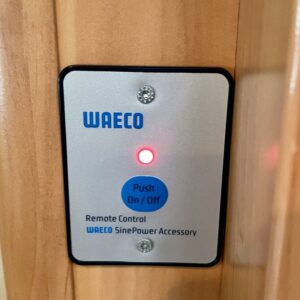 WAECO
Push
On / Off
Remote Control
WAECO SinePower Accessory